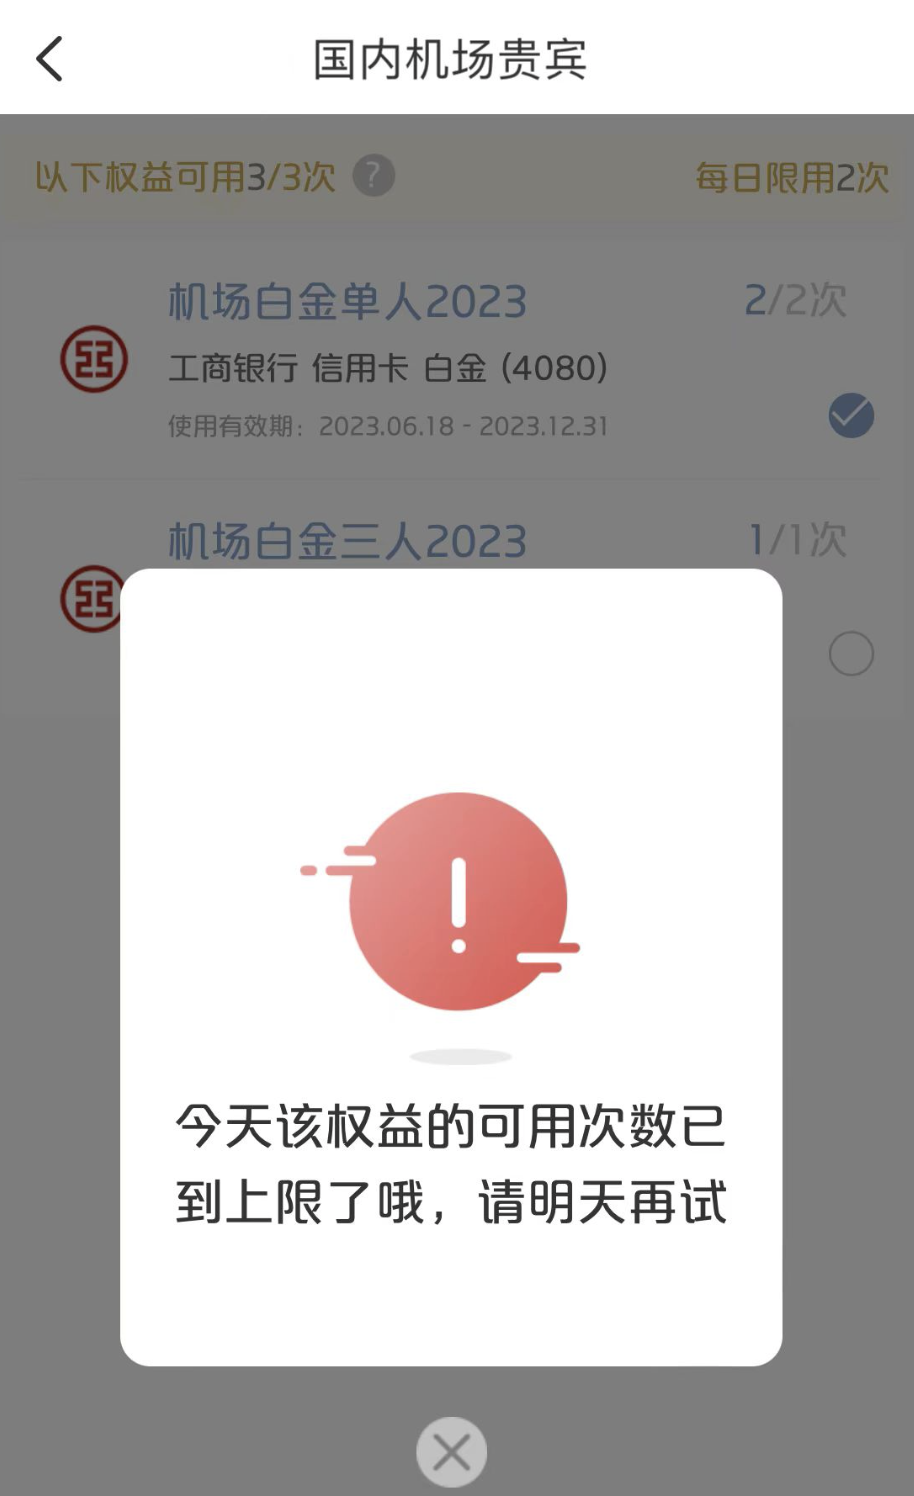 国内机场贵宾
以下权益可用3/3次 ?
每日限用2次
机场白金单人2023
2/2次
工商银行 信用卡 白金 (4080)
使用有效期：2023.06.18 - 2023.12.31
机场白金三人2023
1/1次
今天该权益的可用次数已
到上限了哦，请明天再试